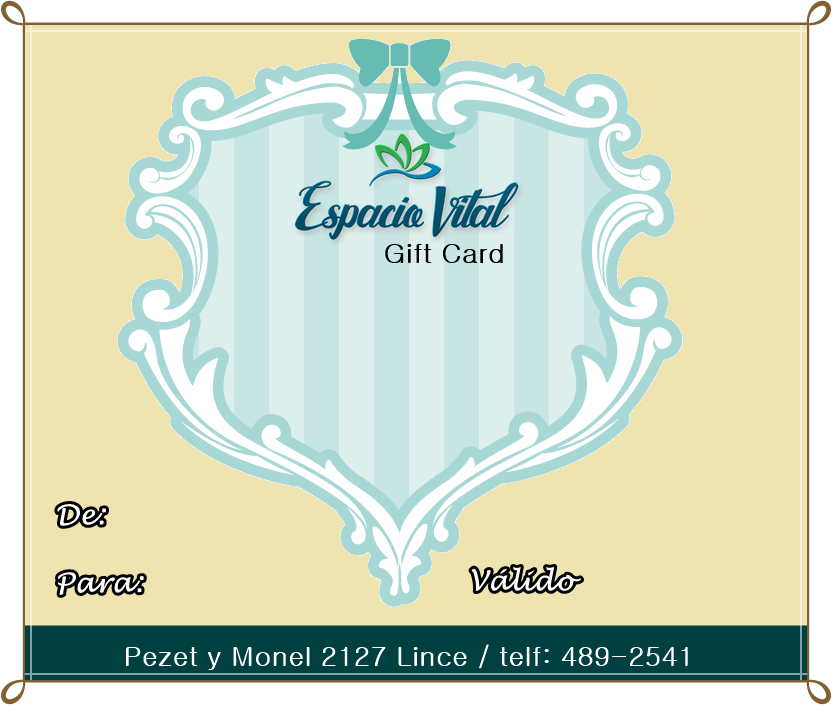 Espacio Vital
Gift Card
De:
Para:
Válido
Pezet y Monel 2127 Lince / telf: 489-2541